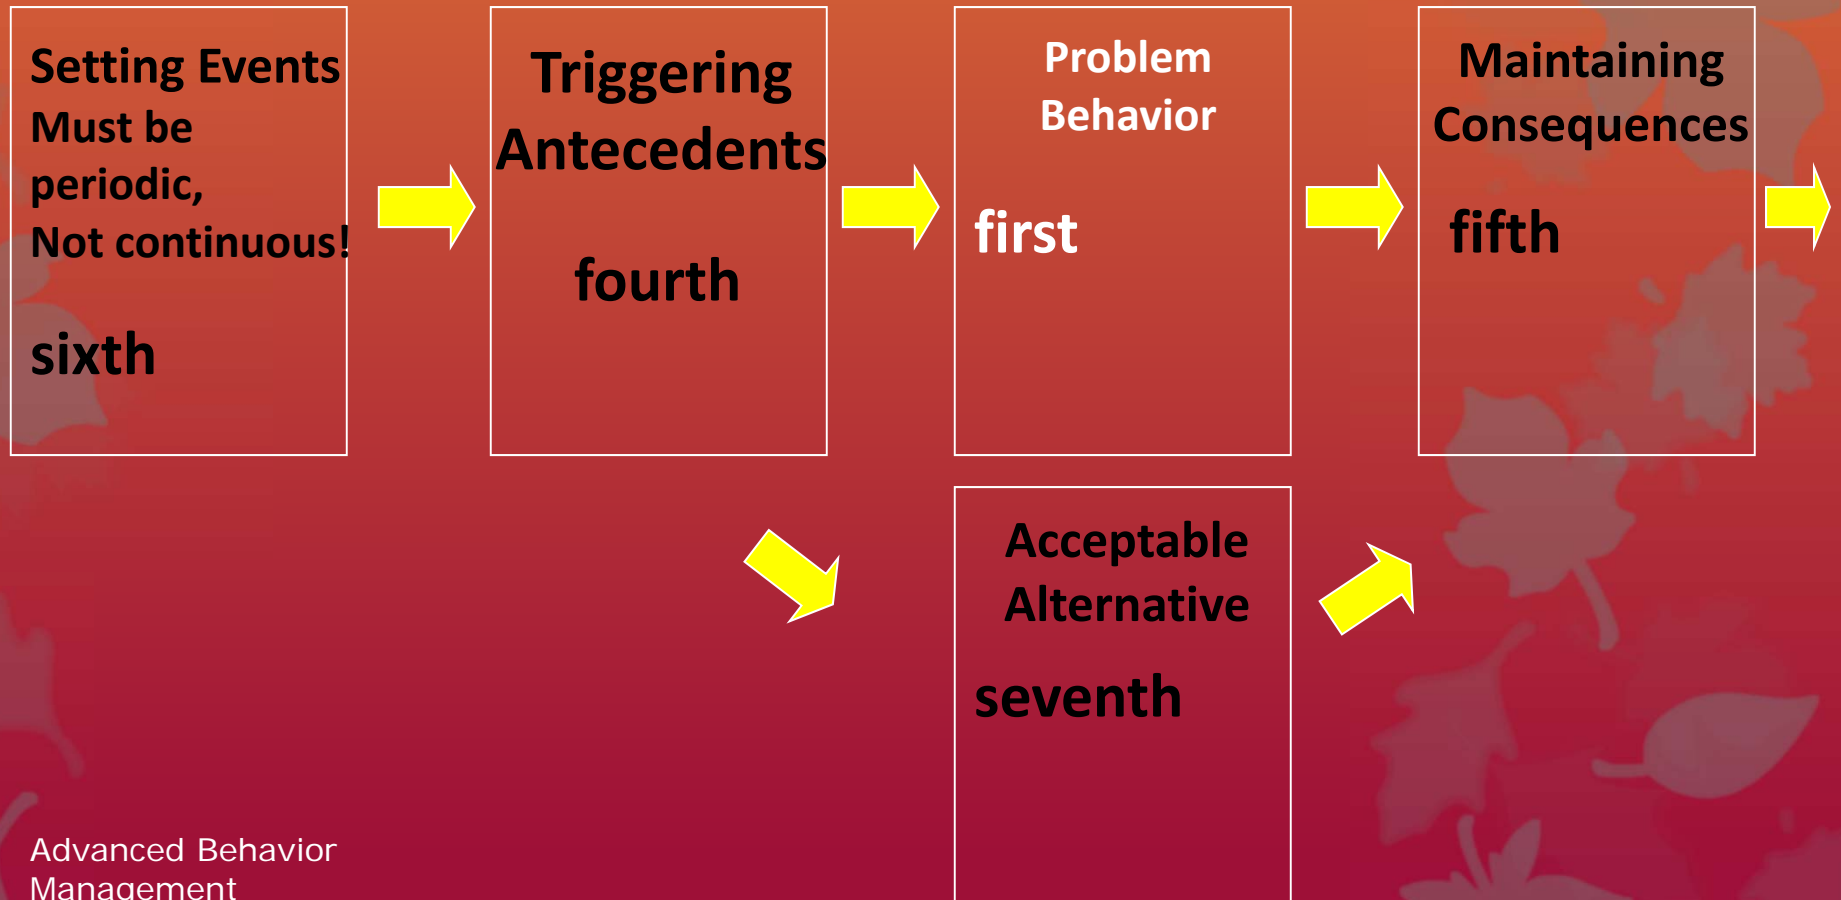 Setting Events
Must be
periodic,
Not continuous!
sixth
Triggering
Antecedents
fourth
Problem
Behavior
first
Maintaining
Consequences
fifth
Acceptable
Alternative
seventh
Advanced Behavior
Management